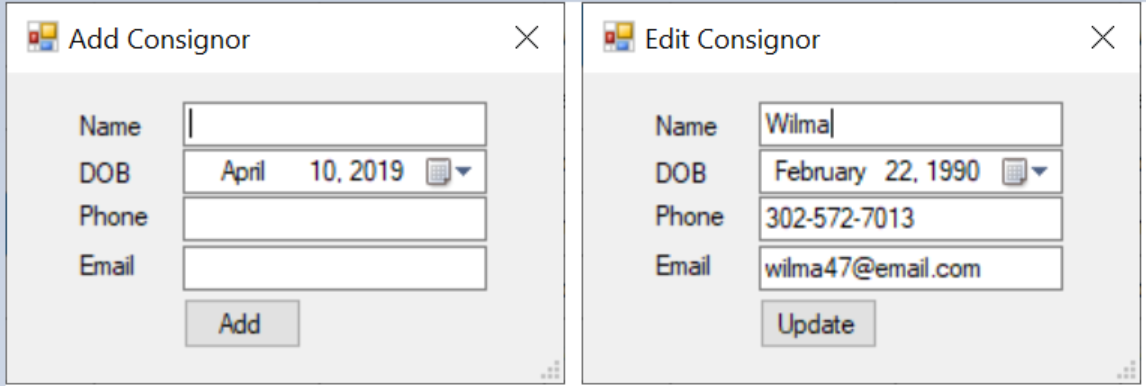 Add Consignor
Name
DOB April 10, 2019
Phone
Email
Add
Edit Consignor
Name Wilma
DOB February 22, 1990
Phone 302-572-7013
Email wilma47@email.com
Update